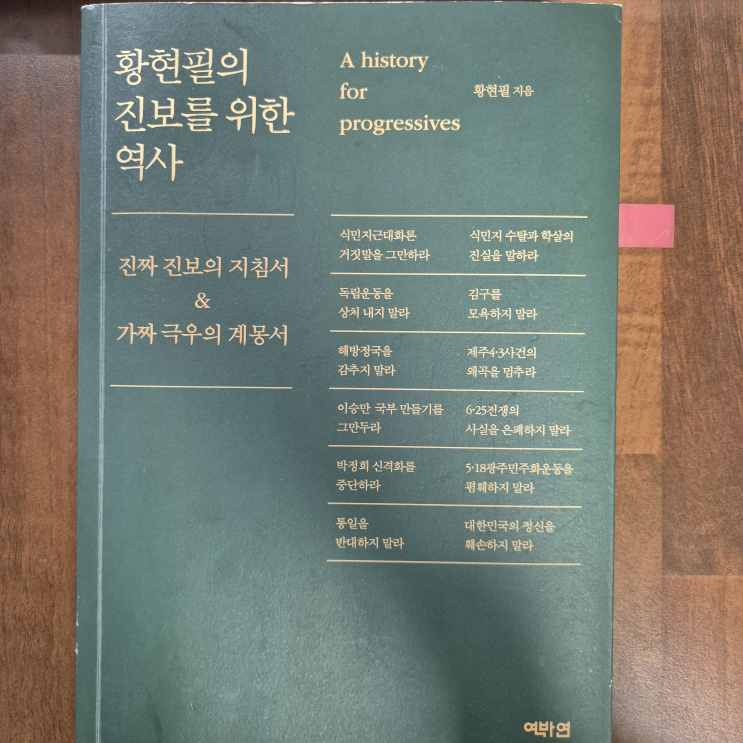 황현필의
진보를 위한
역사
A history
for
progressives
황현필 지음
진짜 진보의 지침서
&
가짜 극우의 계몽서
식민지근대화론
거짓말을 그만하라
식민지 수탈과 학살의
진실을 말하라
독립운동을
상처 내지 말라
김구를
모욕하지 말라
해방정국을
감추지 말라
제주4·3사건의
왜곡을 멈추라
이승만 국부 만들기를
그만두라
6·25전쟁의
사실을 은폐하지 말라
박정희 신격화를
중단하라
5·18광주민주화운동을
폄훼하지 말라
통일을
반대하지 말라
대한민국의 정신을
훼손하지 말라
역바연